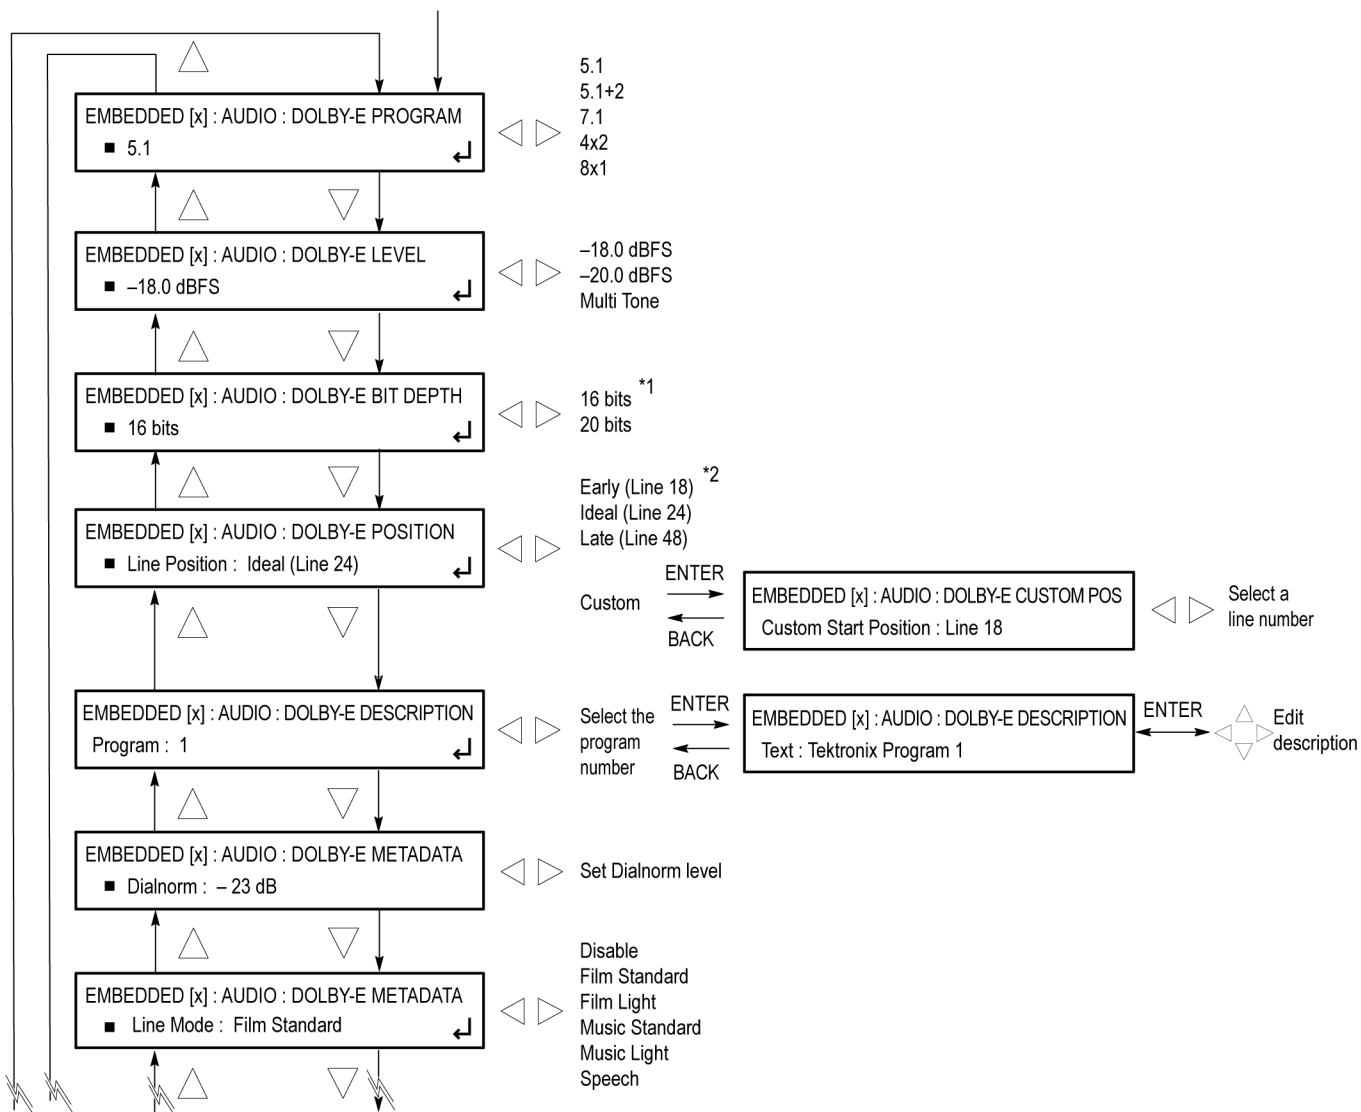 5.1
5.1+2
7.1
4x2
8x1
EMBEDDED [x] : AUDIO : DOLBY-E PROGRAM
■ 5.1
EMBEDDED [x] : AUDIO : DOLBY-E LEVEL
■ –18.0 dBFS
–18.0 dBFS
–20.0 dBFS
Multi Tone
EMBEDDED [x] : AUDIO : DOLBY-E BIT DEPTH
■ 16 bits
16 bits *1
20 bits
EMBEDDED [x] : AUDIO : DOLBY-E POSITION
■ Line Position : Ideal (Line 24)
Early (Line 18) *2
Ideal (Line 24)
Late (Line 48)
Custom
ENTER
BACK
EMBEDDED [x] : AUDIO : DOLBY-E CUSTOM POS
Custom Start Position : Line 18
Select a
line number
EMBEDDED [x] : AUDIO : DOLBY-E DESCRIPTION
Program : 1
Select the
program
number
ENTER
BACK
EMBEDDED [x] : AUDIO : DOLBY-E DESCRIPTION
Text : Tektronix Program 1
ENTER
Edit
description
EMBEDDED [x] : AUDIO : DOLBY-E METADATA
■ Dialnorm : – 23 dB
Set Dialnorm level
EMBEDDED [x] : AUDIO : DOLBY-E METADATA
■ Line Mode : Film Standard
Disable
Film Standard
Film Light
Music Standard
Music Light
Speech